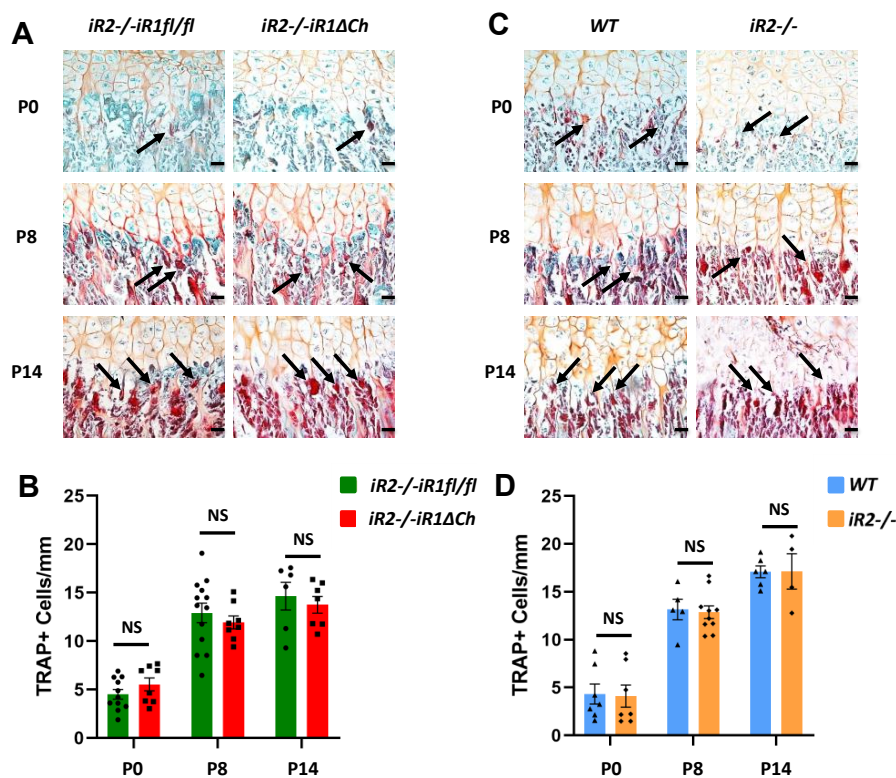 A
iR2-/-iR1fl/fl
iR2-/-iR1ΔCh
P0
P8
P14
B
iR2-/-iR1fl/fl
iR2-/-iR1ΔCh
TRAP+ Cells/mm
25
20
15
10
5
0
NS
NS
NS
P0
P8
P14
C
WT
iR2-/-
P0
P8
P14
D
WT
iR2-/-
TRAP+ Cells/mm
25
20
15
10
5
0
NS
NS
NS
P0
P8
P14